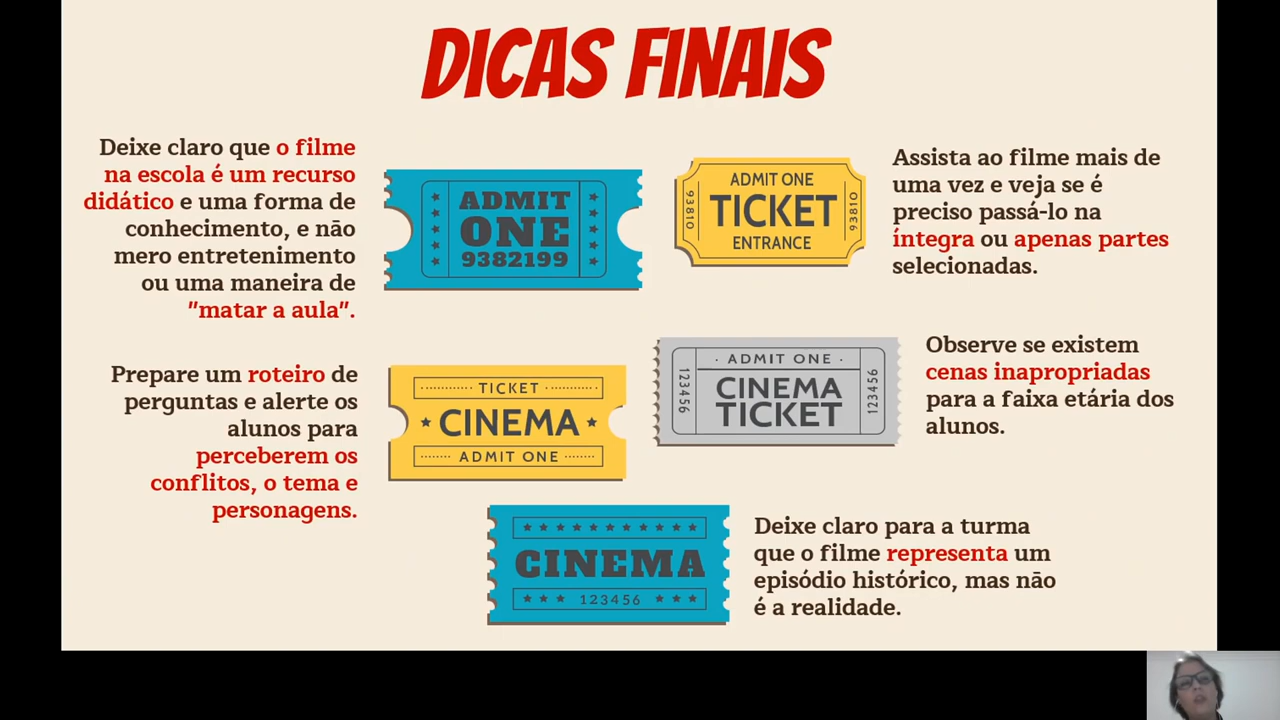 DICAS FINAIS
Deixe claro que o filme
na escola é um recurso
didático e uma forma de
conhecimento, e não
mero entretenimento
ou uma maneira de
"matar a aula".
ADMIT
ONE
9382199
ADMIT ONE
TICKET
ENTRANCE
93810
93810
Assista ao filme mais de
uma vez e veja se é
preciso passá-lo na
íntegra ou apenas partes
selecionadas.
Prepare um roteiro de
perguntas e alerte os
alunos para
perceberem os
conflitos, o tema e
personagens.
TICKET
CINEMA
ADMIT ONE
· ADMIT ONE ·
CINEMA
TICKET
123456
123456
Observe se existem
cenas inapropriadas
para a faixa etária dos
alunos.
CINEMA
123456
Deixe claro para a turma
que o filme representa um
episódio histórico, mas não
é a realidade.